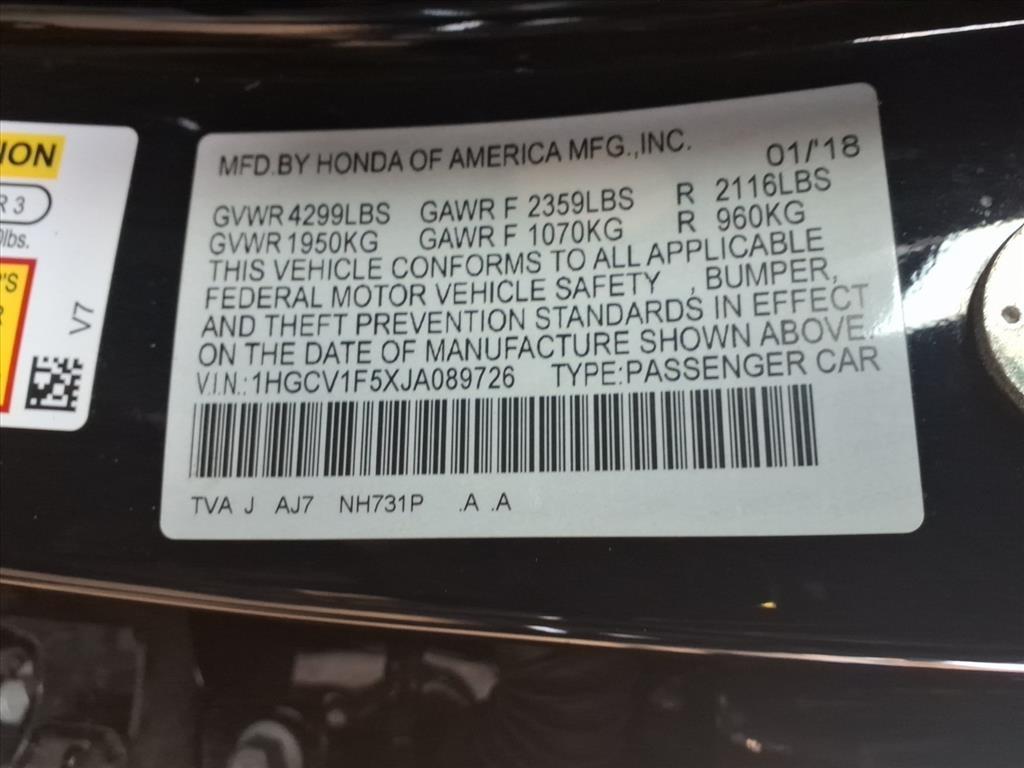 ION
R 3
lbs.
'S
R
V7
MFD.BY HONDA OF AMERICA MFG.,INC. 01/'18
GVWR 4299LBS GAWR F 2359LBS R 2116LBS
GVWR 1950KG GAWR F 1070KG R 960KG
THIS VEHICLE CONFORMS TO ALL APPLICABLE
FEDERAL MOTOR VEHICLE SAFETY , BUMPER,
AND THEFT PREVENTION STANDARDS IN EFFECT
ON THE DATE OF MANUFACTURE SHOWN ABOVE.
V.I.N.: 1HGCV1F5XJA089726 TYPE:PASSENGER CAR
TVA J AJ7 NH731P .A .A